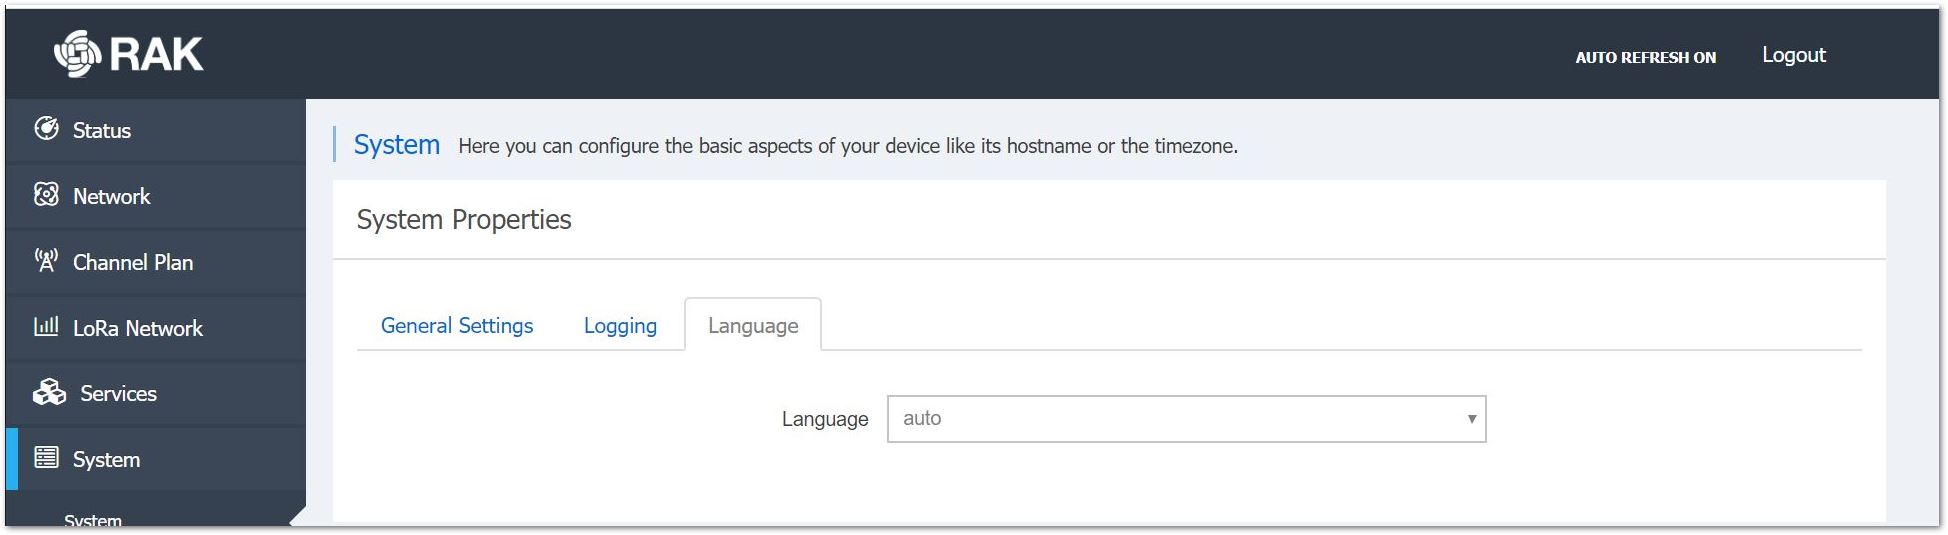 RAK
AUTO REFRESH ON
Logout
Status
Network
Channel Plan
LoRa Network
Services
System
System
System Here you can configure the basic aspects of your device like its hostname or the timezone.
System Properties
General Settings Logging Language
Language auto